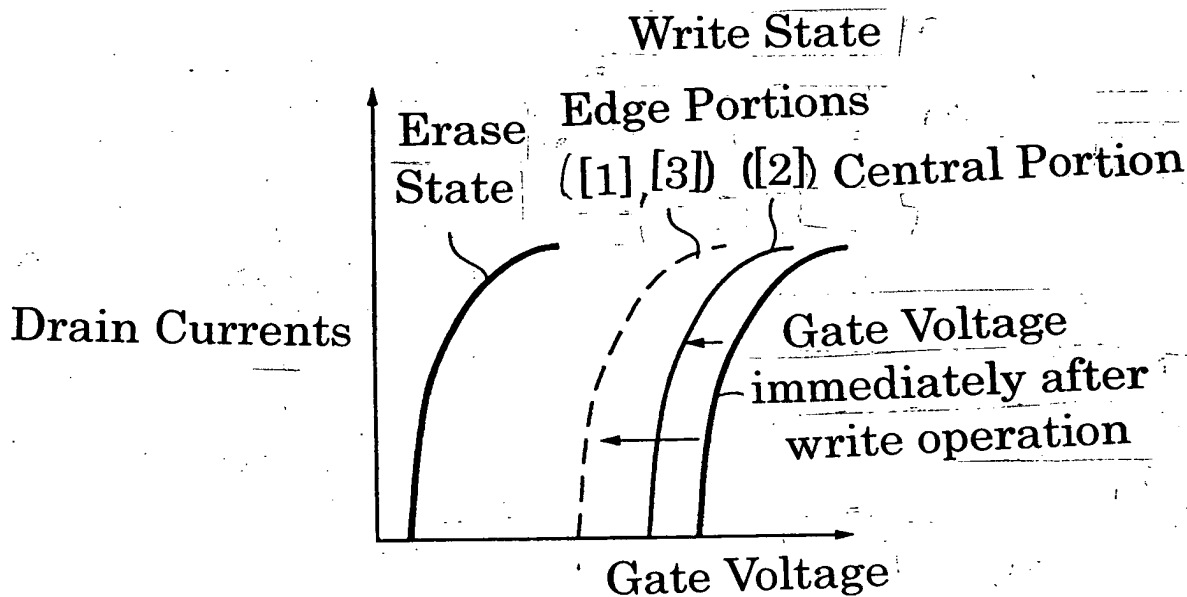 Write State
Edge Portions
Erase
State
([1],[3])
([2]) Central Portion
Drain Currents
Gate Voltage
immediately after
write operation
Gate Voltage